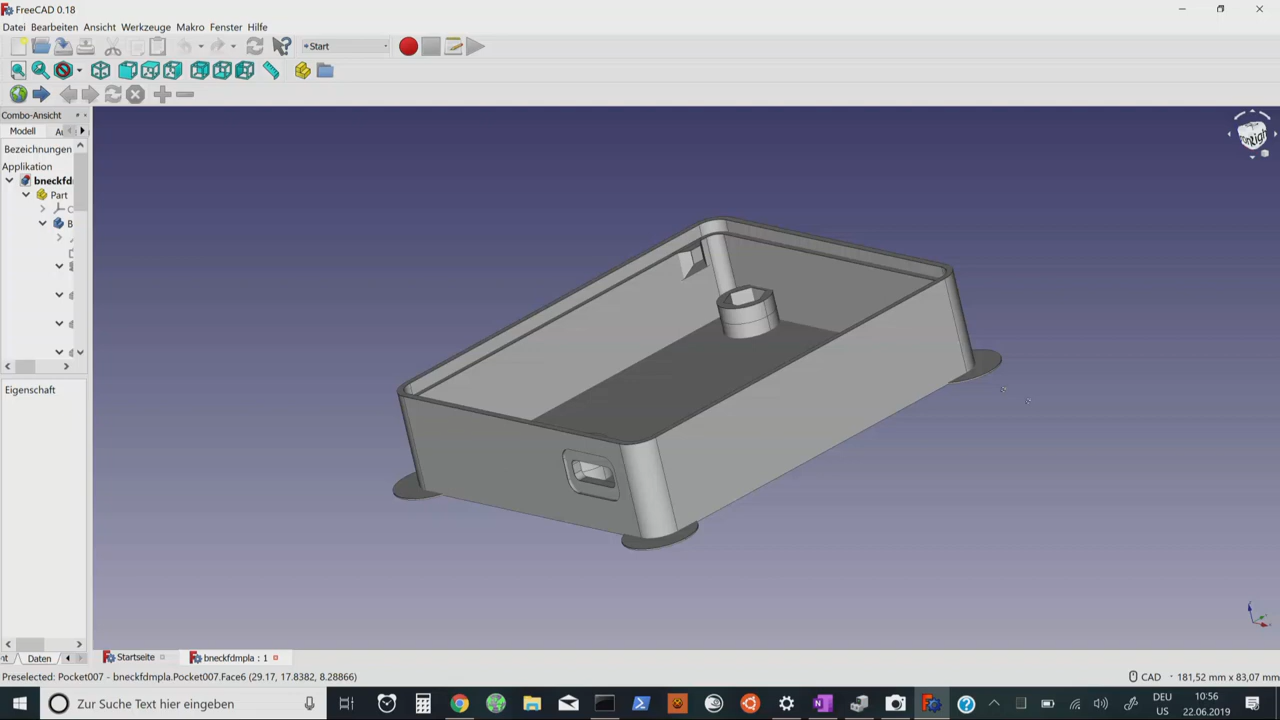 FreeCAD 0.18
Datei Bearbeiten Ansicht Makro Werkzeuge Fenster Hilfe
Start
Combo-Ansicht
Modell
Bezeichnungen
Applikation
bneckfd
Part
B
Eigenschaft
Daten
Startseite
bneckfdmpla : 1
Preselected: Pocket007 - bneckfdmpla.Pocket007.Face6 (29.17, 17.8382, 8.28866)
CAD
181,52 mm x 83,07 mm
Zur Suche Text hier eingeben
DEU
US
10:56
22.06.2019